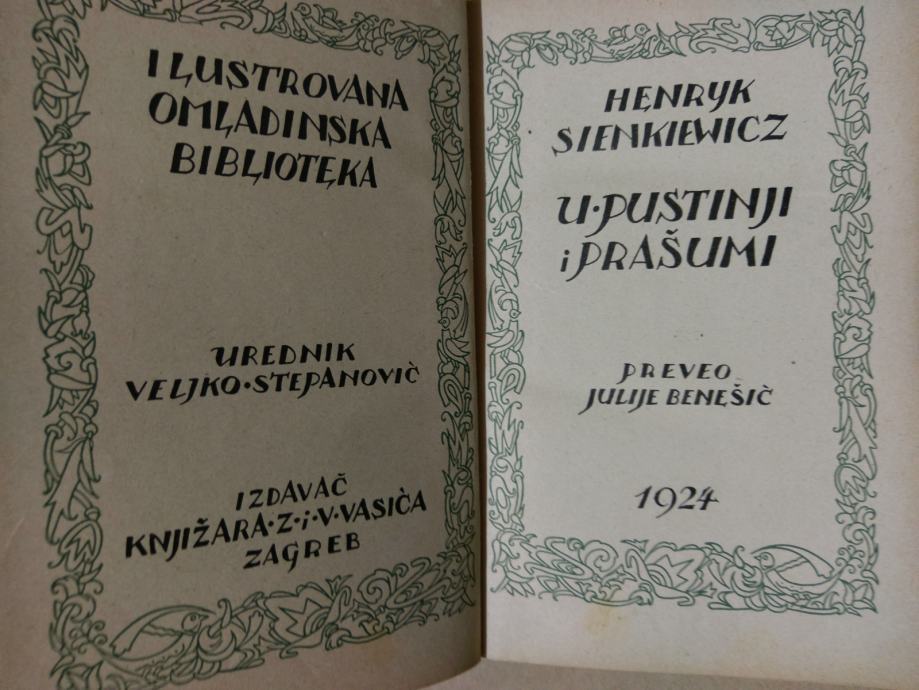 ILUSTROVANA
OMLADINSKA
BIBLIOTEKA
UREDNIK
VELJKO·STEPANOVIĆ
IZDAVAČ
KNJIŽARA·Z·i·V·VASIĆA
ZAGREB
HENRYK
SIENKIEWICZ
U·PUSTINJI
i PRAŠUMI
PREVEO
JULIJE BENEŠIĆ
1924